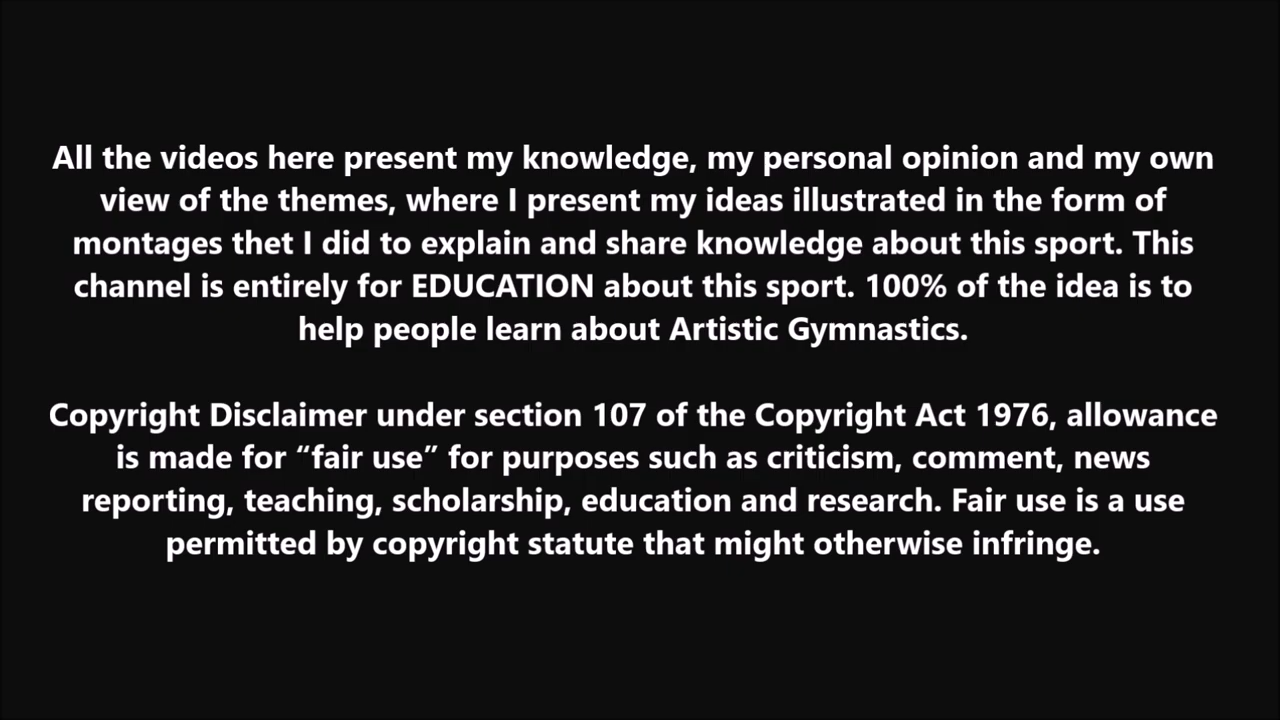 All the videos here present my knowledge, my personal opinion and my own
view of the themes, where I present my ideas illustrated in the form of
montages thet I did to explain and share knowledge about this sport. This
channel is entirely for EDUCATION about this sport. 100% of the idea is to
help people learn about Artistic Gymnastics.
Copyright Disclaimer under section 107 of the Copyright Act 1976, allowance
is made for “fair use” for purposes such as criticism, comment, news
reporting, teaching, scholarship, education and research. Fair use is a use
permitted by copyright statute that might otherwise infringe.